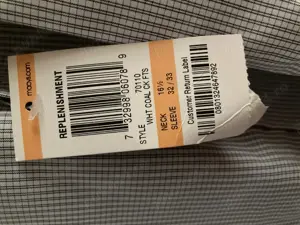 macys.com
REPLENISHMENT
7 32998 06078 9
STYLE 70110
WHT COAL CK FTS
NECK 16½
SLEEVE 32 / 33
Customer Return Label
0801324647892